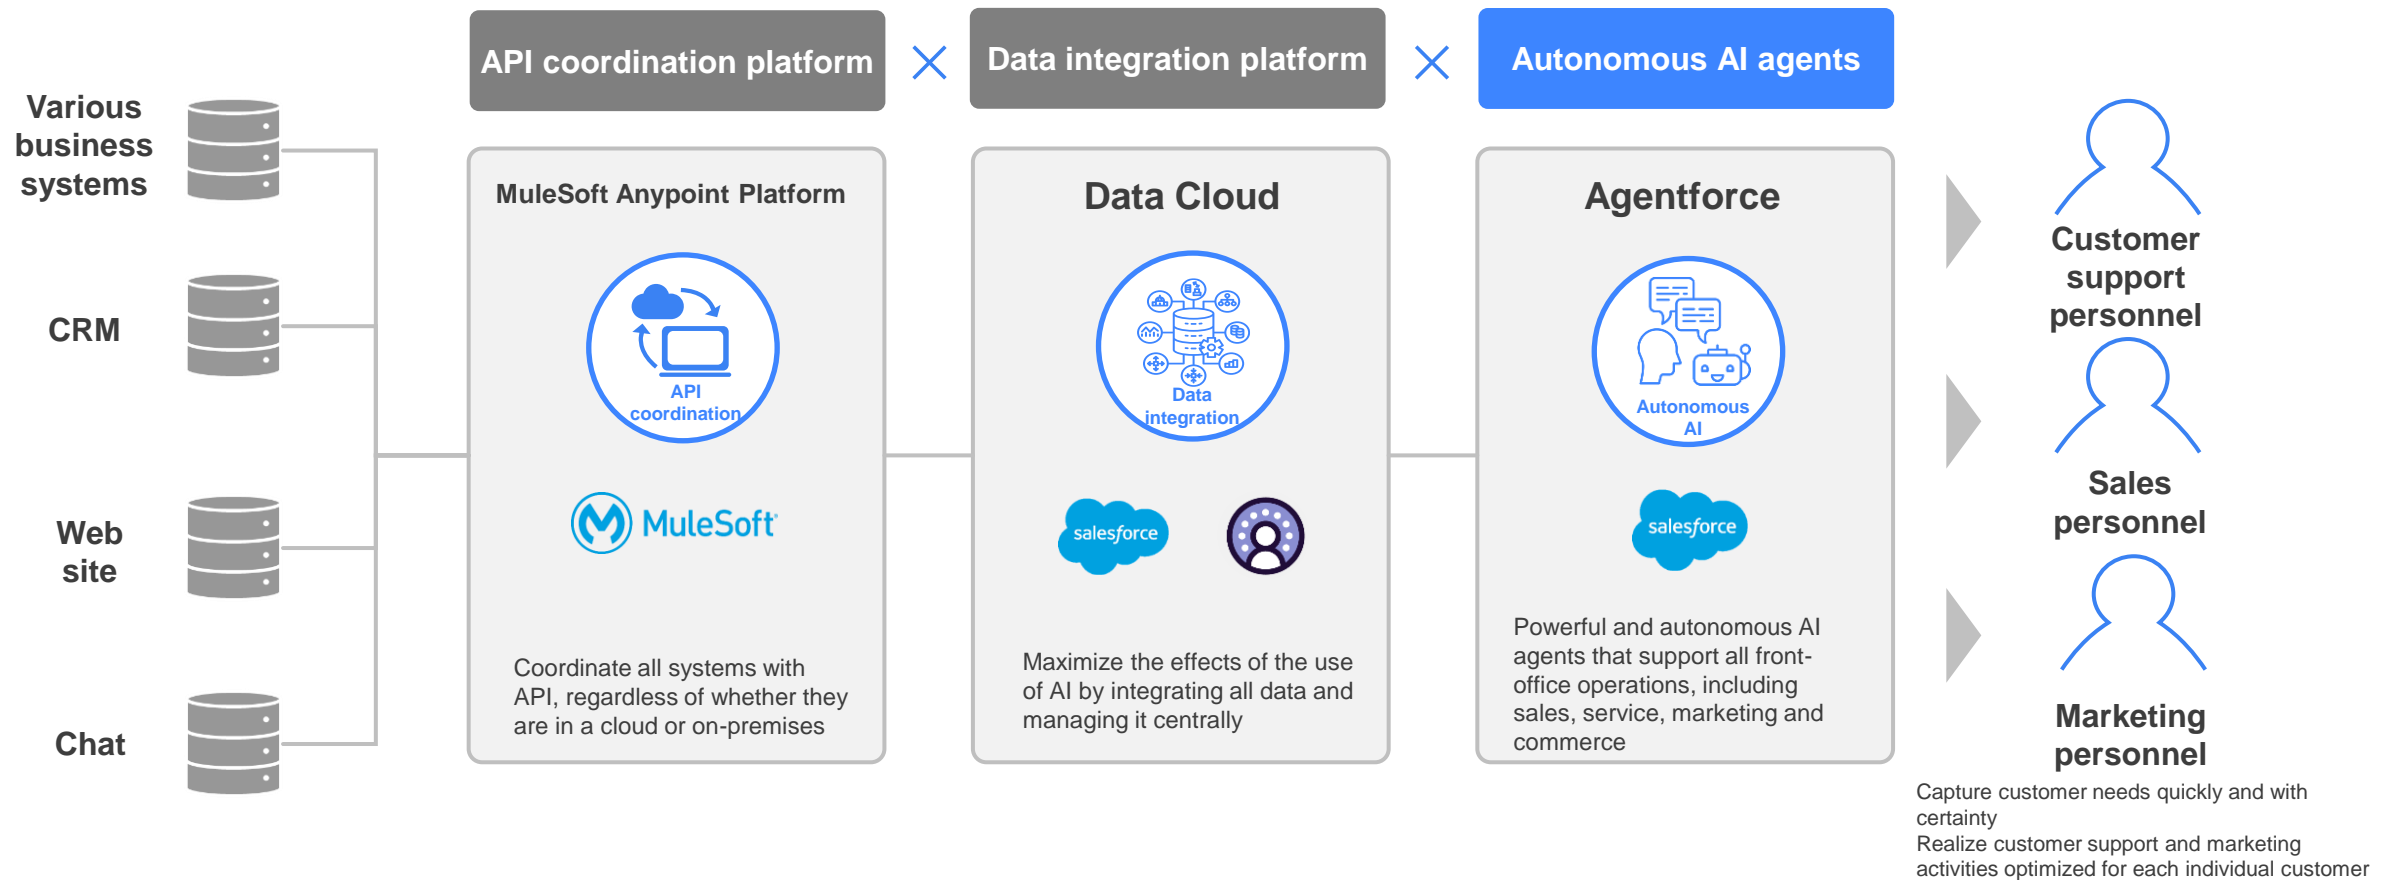 API coordination platform
Data integration platform
Autonomous AI agents
Various
business
systems
CRM
Web
site
Chat
MuleSoft Anypoint Platform
API
coordination
MuleSoft
Coordinate all systems with
API, regardless of whether they
are in a cloud or on-premises
Data Cloud
Data
integration
salesforce
Maximize the effects of the use
of AI by integrating all data and
managing it centrally
Agentforce
Autonomous
AI
salesforce
Powerful and autonomous AI
agents that support all front-
office operations, including
sales, service, marketing and
commerce
Customer
support
personnel
Sales
personnel
Marketing
personnel
Capture customer needs quickly and with
certainty
Realize customer support and marketing
activities optimized for each individual customer